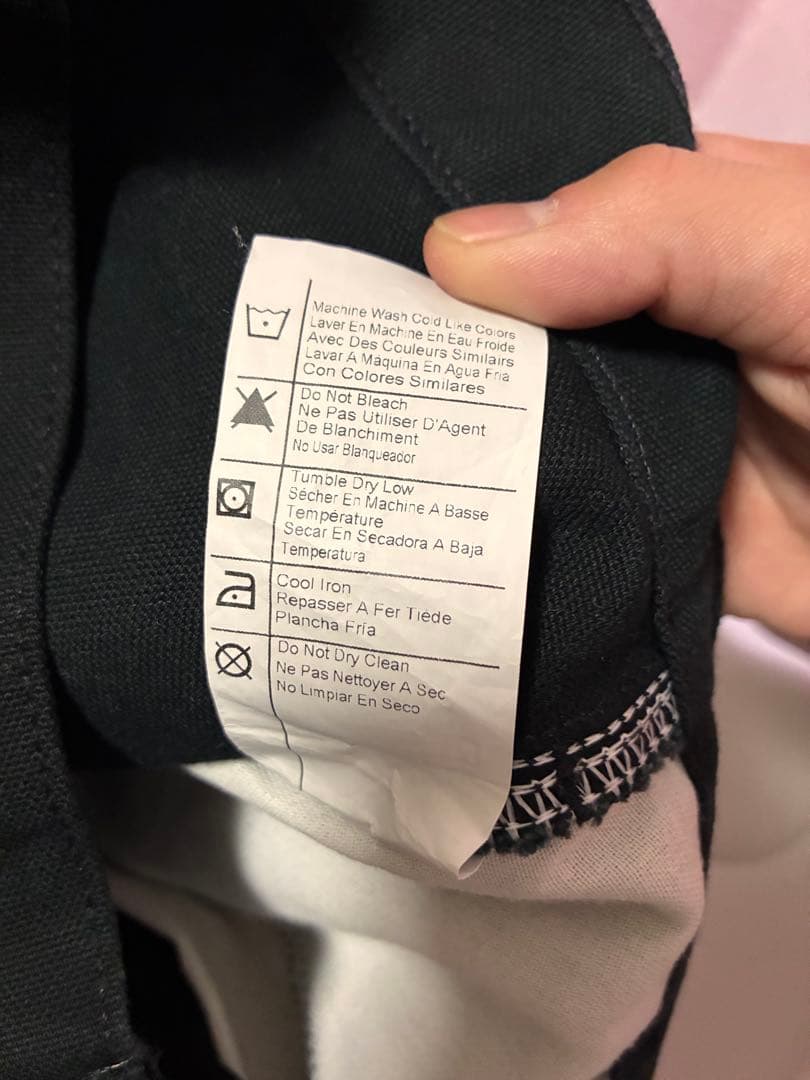 Machine Wash Cold Like Colors
Laver En Machine En Eau Froide
Avec Des Couleurs Similairs
Lavar A Máquina En Agua Fria
Con Colores Similares
Do Not Bleach
Ne Pas Utiliser D'Agent
De Blanchiment
No Usar Blanqueador
Tumble Dry Low
Sécher En Machine A Basse
Température
Secar En Secadora A Baja
Temperatura
Cool Iron
Repasser A Fer Tiède
Plancha Fría
Do Not Dry Clean
Ne Pas Nettoyer A Sec
No Limpiar En Seco